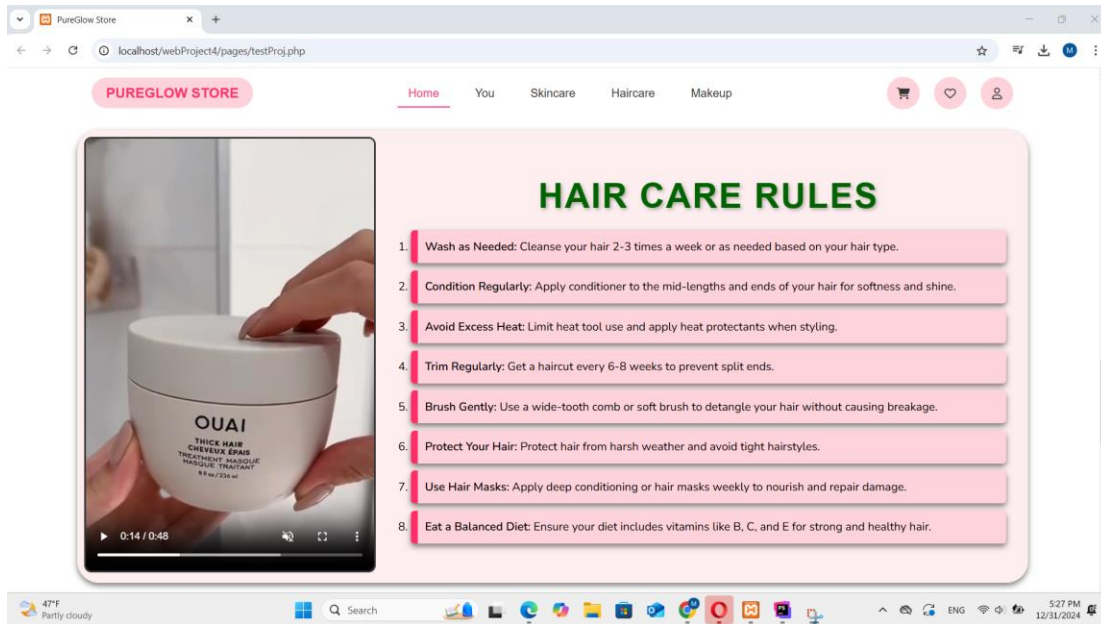 PureGlow Store
localhost/webProject4/pages/testProj.php
M
PUREGLOW STORE
Home You Skincare Haircare Makeup
HAIR CARE RULES
1. Wash as Needed: Cleanse your hair 2-3 times a week or as needed based on your hair type.
2. Condition Regularly: Apply conditioner to the mid-lengths and ends of your hair for softness and shine.
3. Avoid Excess Heat: Limit heat tool use and apply heat protectants when styling.
4. Trim Regularly: Get a haircut every 6-8 weeks to prevent split ends.
5. Brush Gently: Use a wide-tooth comb or soft brush to detangle your hair without causing breakage.
6. Protect Your Hair: Protect hair from harsh weather and avoid tight hairstyles.
7. Use Hair Masks: Apply deep conditioning or hair masks weekly to nourish and repair damage.
8. Eat a Balanced Diet: Ensure your diet includes vitamins like B, C, and E for strong and healthy hair.
OUAI
THICK HAIR
CHEVEUX ÉPAIS
TREATMENT MASQUE
MASQUE TRAITANT
8 fl oz / 236 ml
0:14 / 0:48
47°F
Partly cloudy
Search
ENG
5:27 PM
12/31/2024